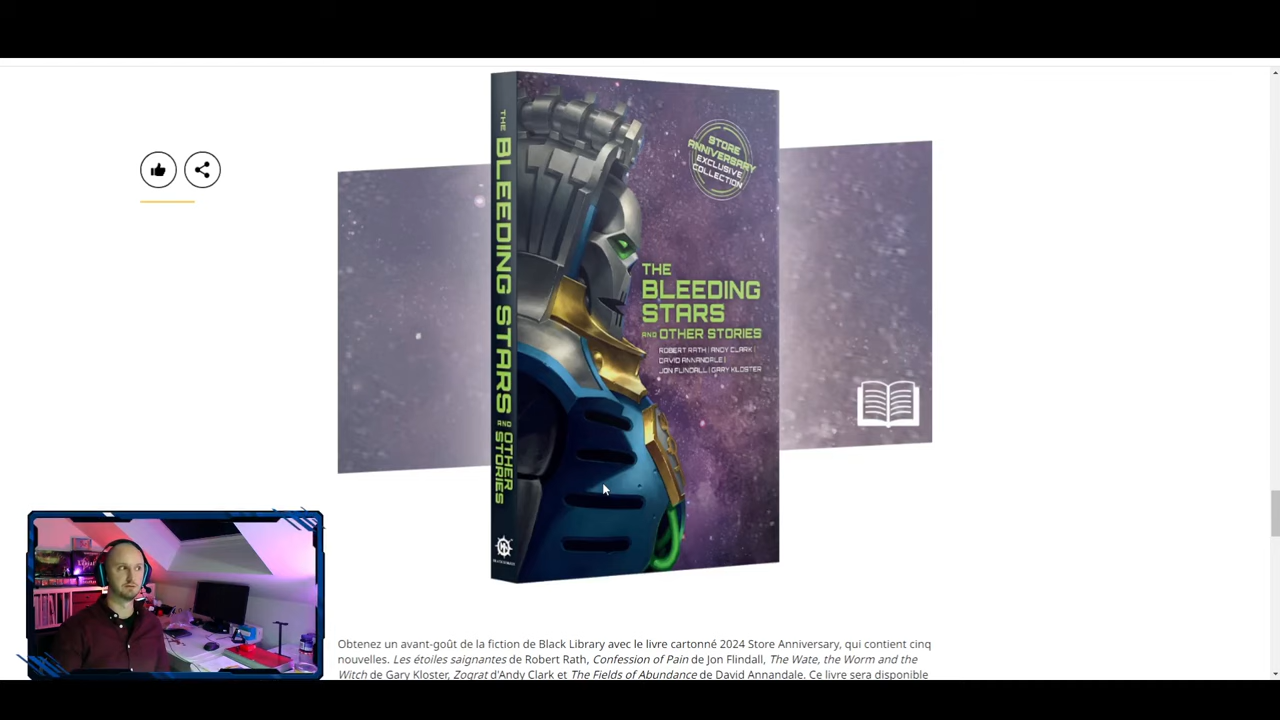 THE BLEEDING STARS AND OTHER STORIES
STORE
ANNIVERSARY
EXCLUSIVE
COLLECTION
THE
BLEEDING
STARS
AND OTHER STORIES
ROBERT RATH | ANDY CLARK |
DAVID ANNANDALE |
JON FLINDALL | GARY KLOSTER
Obtenez un avant-goût de la fiction de Black Library avec le livre cartonné 2024 Store Anniversary, qui contient cinq
nouvelles. Les étoiles saignantes de Robert Rath, Confession of Pain de Jon Flindall, The Wate, the Worm and the
Witch de Gary Kloster, Zoqrat d'Andy Clark et The Fields of Abundance de David Annandale. Ce livre sera disponible